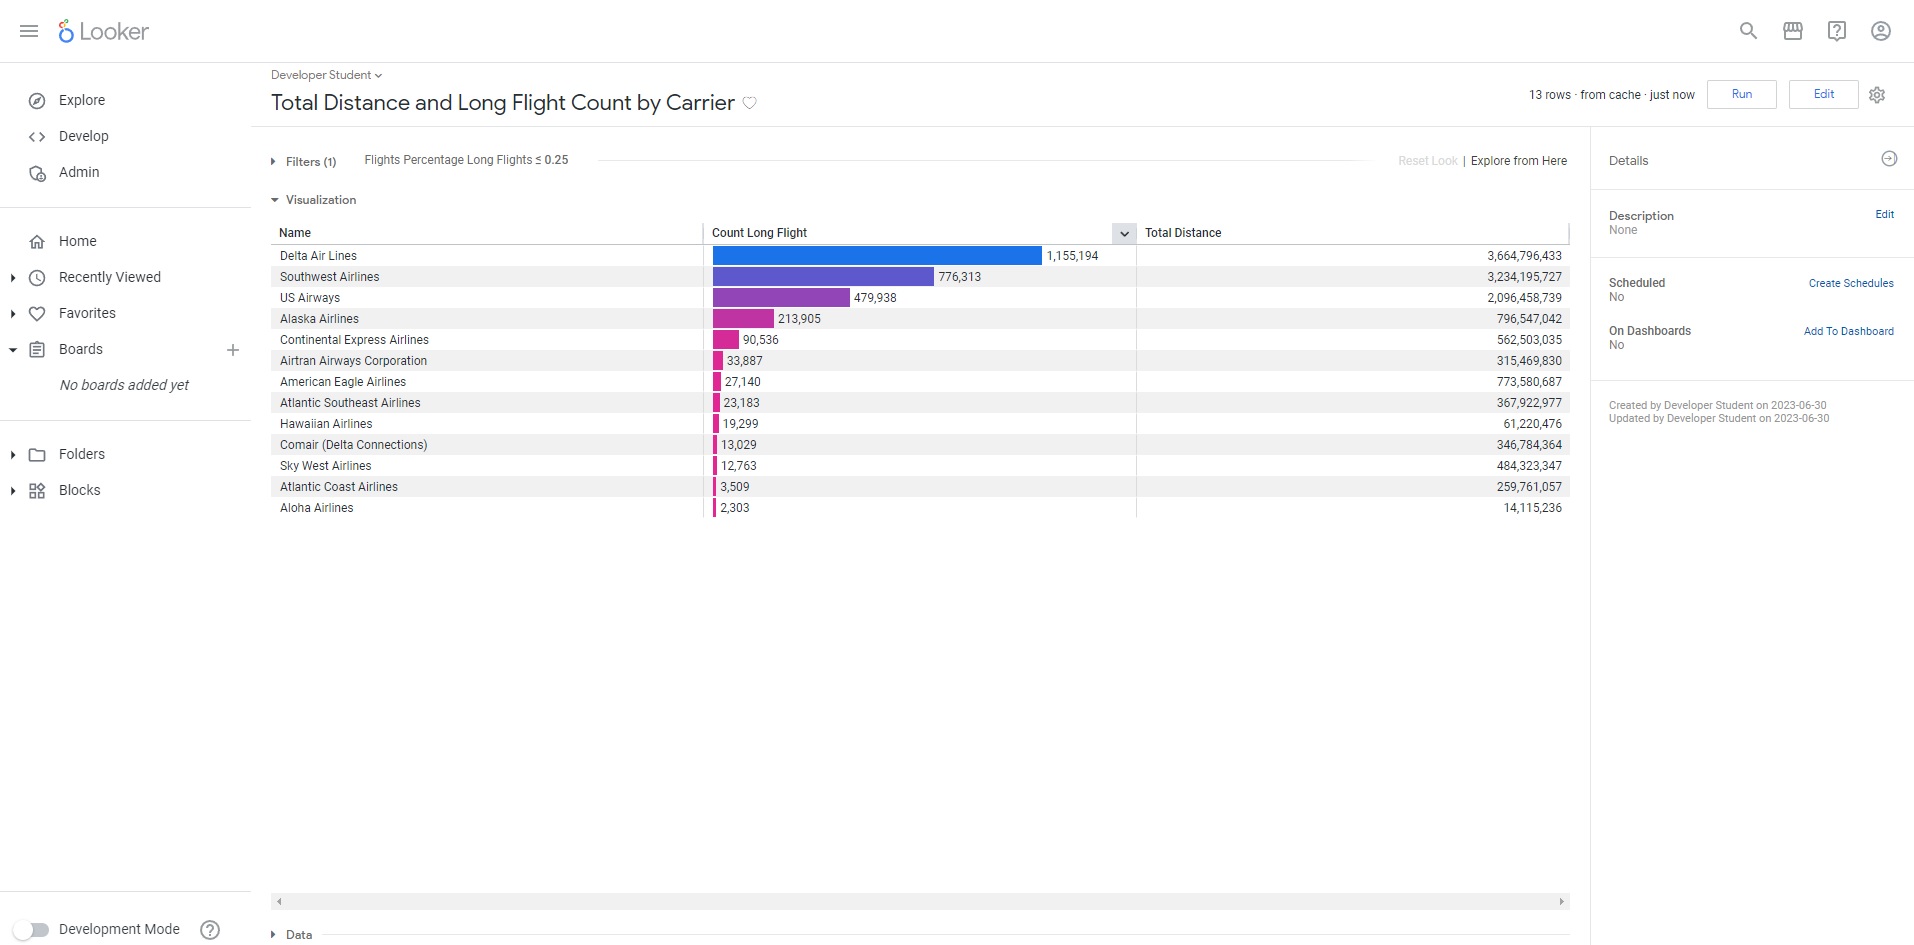 Looker
Explore
Develop
Admin
Home
Recently Viewed
Favorites
Boards
No boards added yet
Folders
Blocks
Development Mode
Developer Student
Total Distance and Long Flight Count by Carrier
13 rows · from cache · just now Run Edit
Filters (1) Flights Percentage Long Flights ≤ 0.25 Reset Look | Explore from Here
Visualization
Name Count Long Flight Total Distance
Delta Air Lines 1,155,194 3,664,796,433
Southwest Airlines 776,313 3,234,195,727
US Airways 479,938 2,096,458,739
Alaska Airlines 213,905 796,547,042
Continental Express Airlines 90,536 562,503,035
Airtran Airways Corporation 33,887 315,469,830
American Eagle Airlines 27,140 773,580,687
Atlantic Southeast Airlines 23,183 367,922,977
Hawaiian Airlines 19,299 61,220,476
Comair (Delta Connections) 13,029 346,784,364
Sky West Airlines 12,763 484,323,347
Atlantic Coast Airlines 3,509 259,761,057
Aloha Airlines 2,303 14,115,236
Data
Details
Description Edit
None
Scheduled Create Schedules
No
On Dashboards Add To Dashboard
No
Created by Developer Student on 2023-06-30
Updated by Developer Student on 2023-06-30